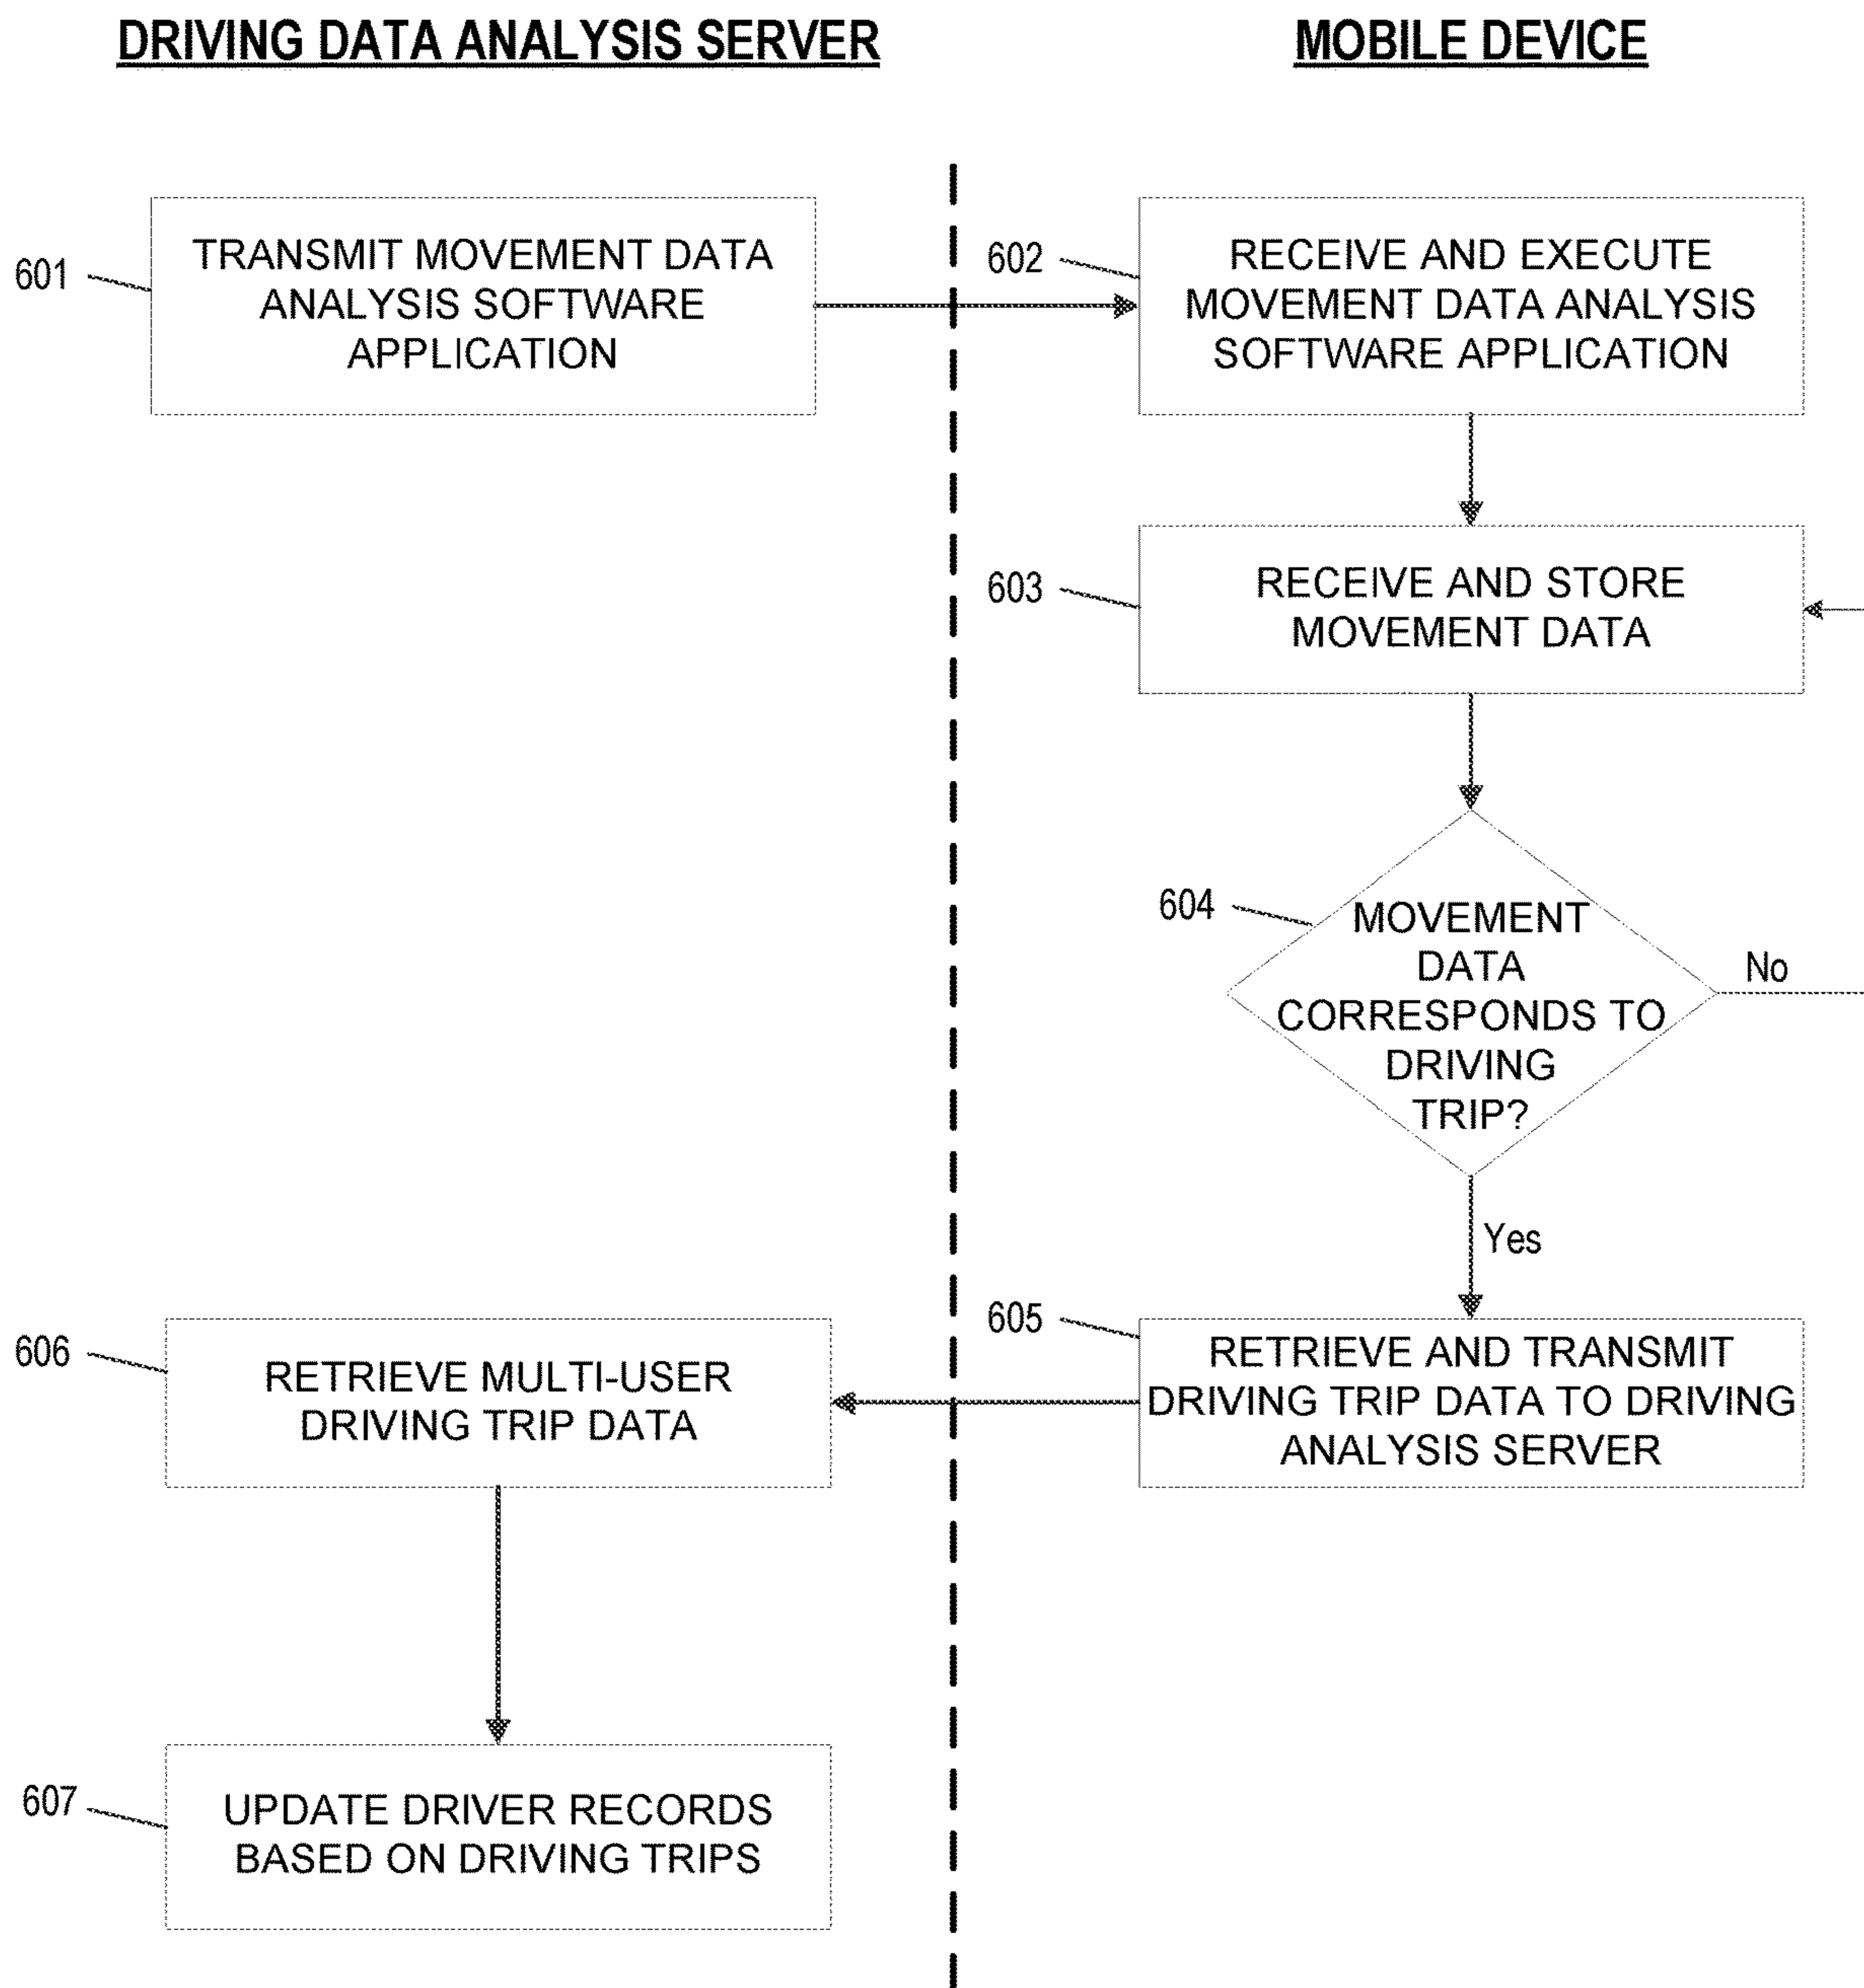 DRIVING DATA ANALYSIS SERVER
MOBILE DEVICE
601
TRANSMIT MOVEMENT DATA
ANALYSIS SOFTWARE
APPLICATION
602
RECEIVE AND EXECUTE
MOVEMENT DATA ANALYSIS
SOFTWARE APPLICATION
603
RECEIVE AND STORE
MOVEMENT DATA
604
MOVEMENT
DATA
CORRESPONDS TO
DRIVING
TRIP?
No
Yes
605
RETRIEVE AND TRANSMIT
DRIVING TRIP DATA TO DRIVING
ANALYSIS SERVER
606
RETRIEVE MULTI-USER
DRIVING TRIP DATA
607
UPDATE DRIVER RECORDS
BASED ON DRIVING TRIPS